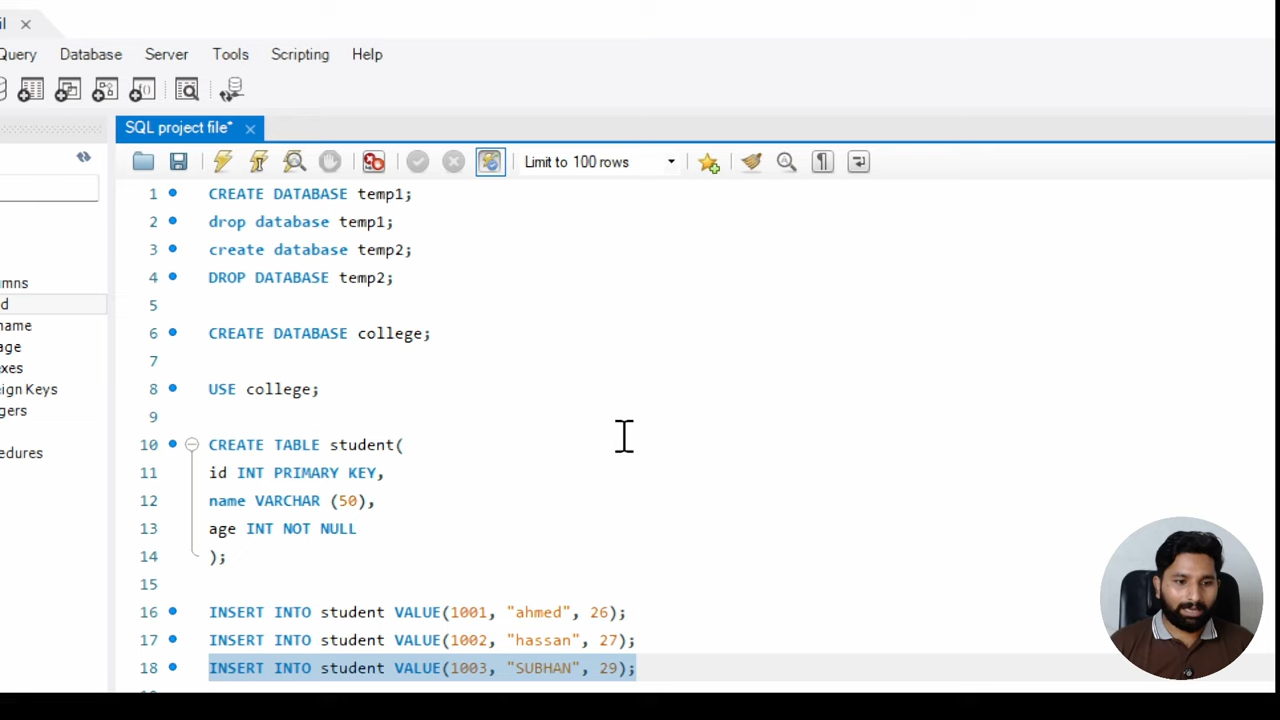 il
Query Database Server Tools Scripting Help
SQL project file*
Limit to 100 rows
1 CREATE DATABASE temp1;
2 drop database temp1;
3 create database temp2;
4 DROP DATABASE temp2;
5
6 CREATE DATABASE college;
7
8 USE college;
9
10 CREATE TABLE student(
11 id INT PRIMARY KEY,
12 name VARCHAR (50),
13 age INT NOT NULL
14 );
15
16 INSERT INTO student VALUE(1001, "ahmed", 26);
17 INSERT INTO student VALUE(1002, "hassan", 27);
18 INSERT INTO student VALUE(1003, "SUBHAN", 29);
umns
d
name
age
exes
eign Keys
gers
edures